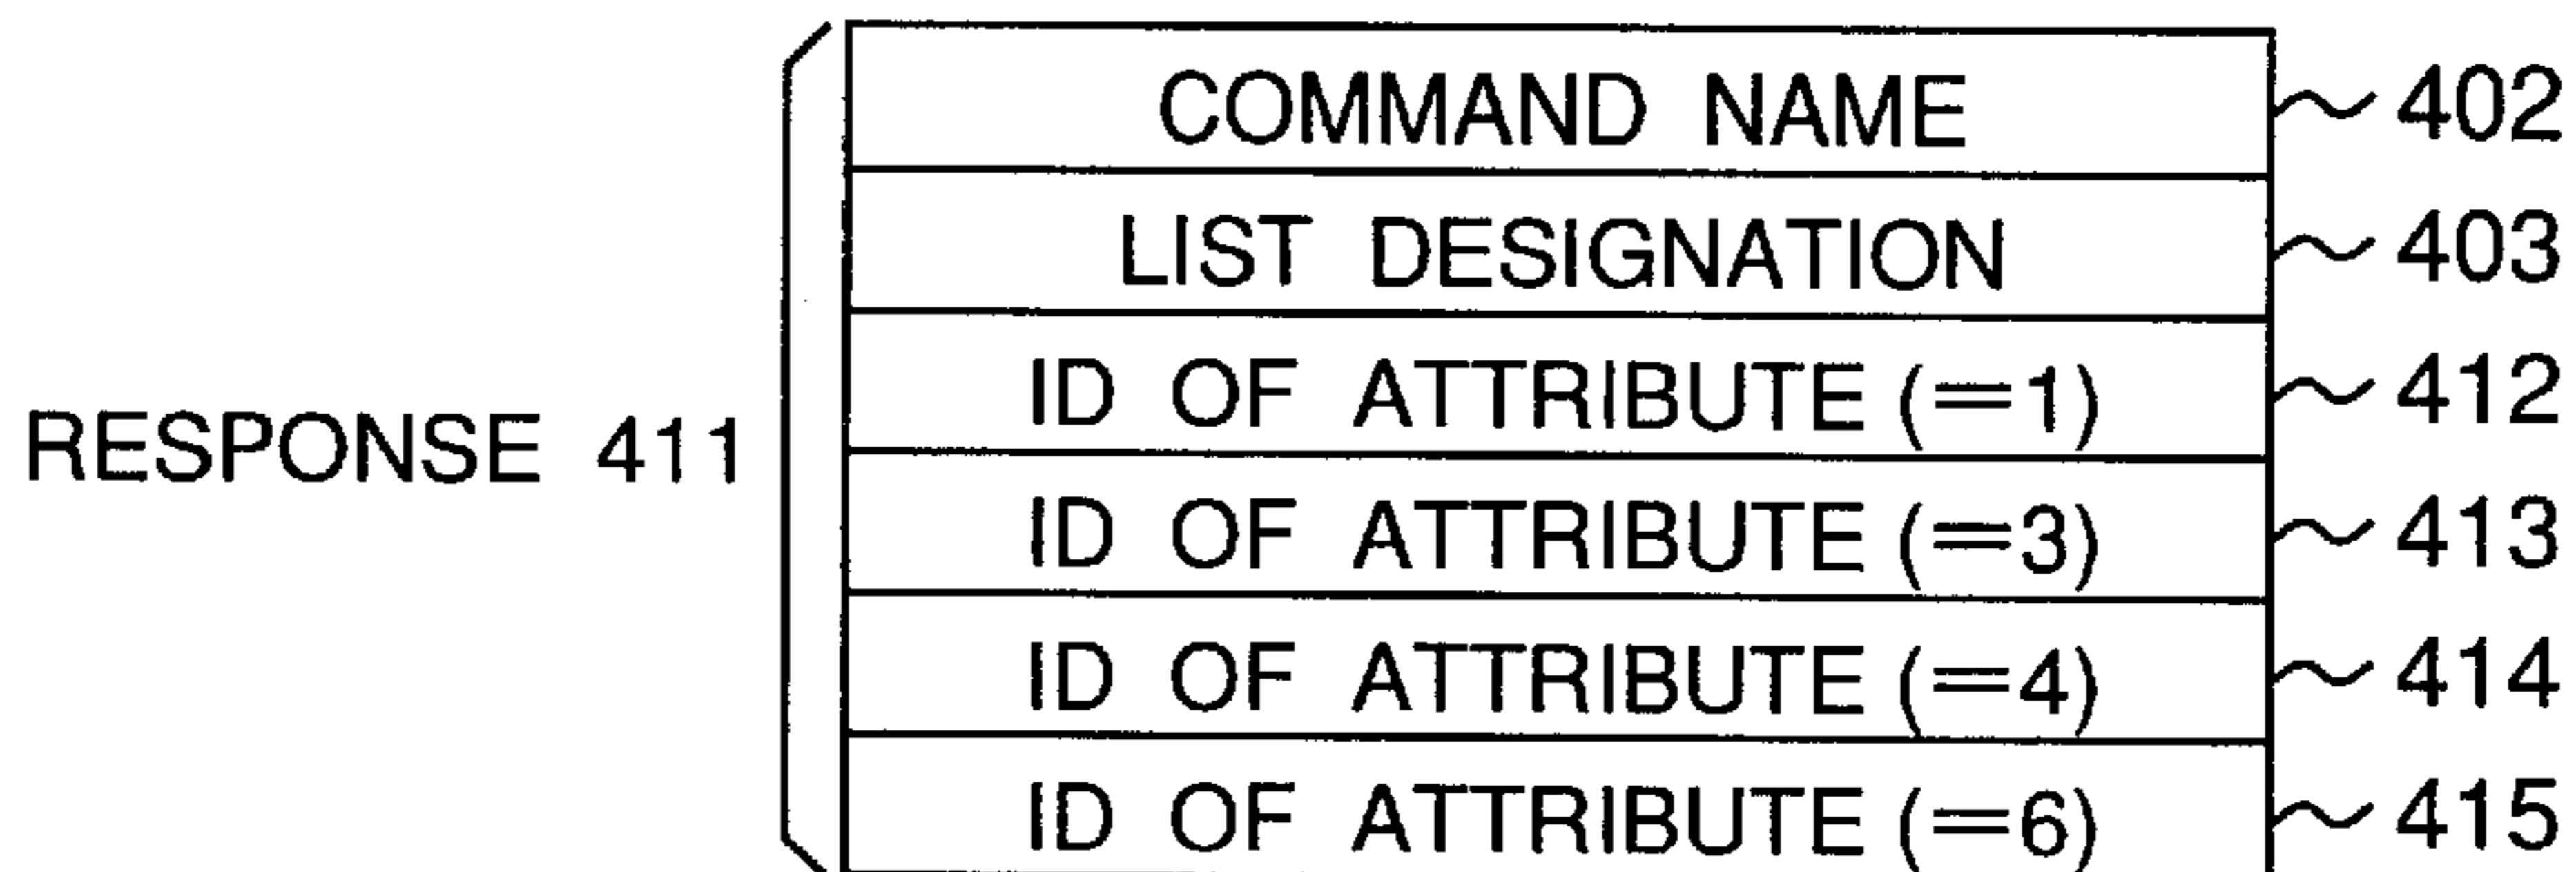 COMMAND NAME 402
LIST DESIGNATION 403
ID OF ATTRIBUTE (=1) 412
RESPONSE 411
ID OF ATTRIBUTE (=3) 413
ID OF ATTRIBUTE (=4) 414
ID OF ATTRIBUTE (=6) 415